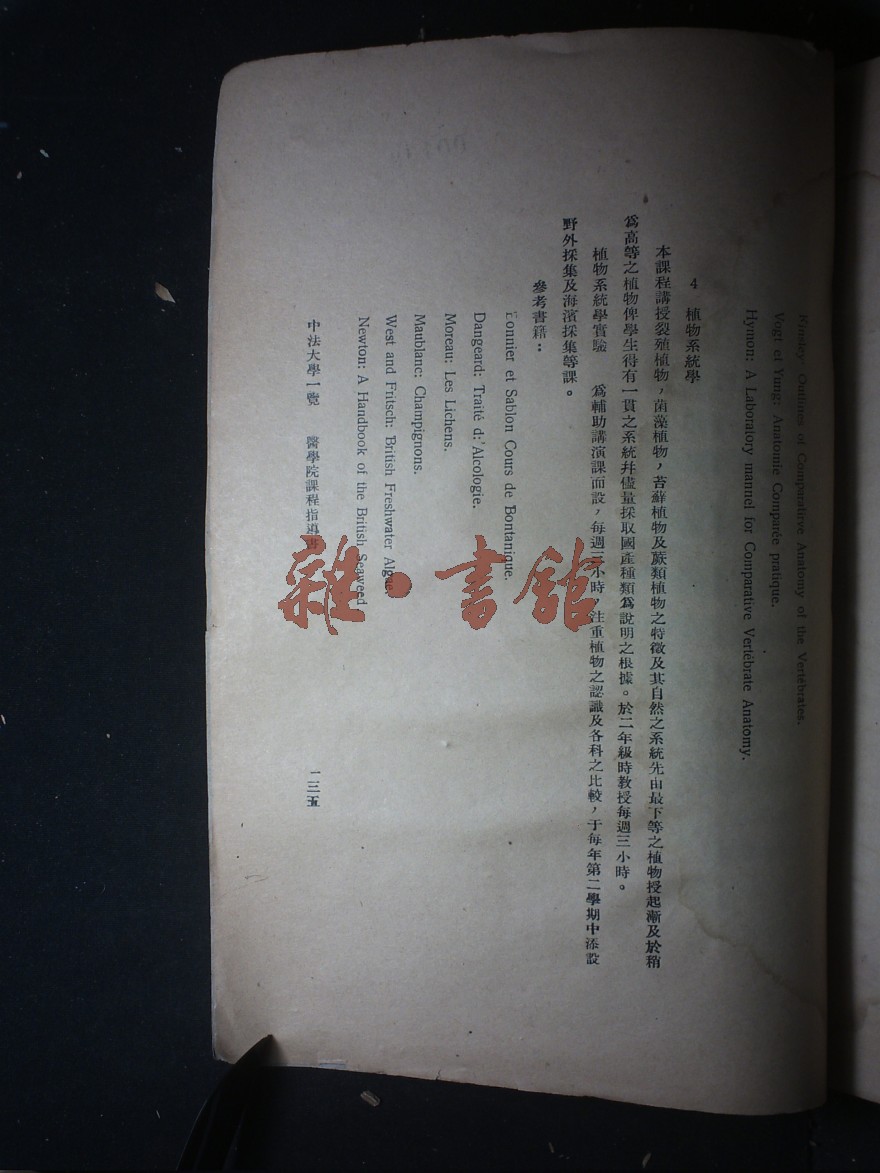 Kinsley: Outlines of Comparatirve Anatomy of the Vertébrates.
Vogt et Yung: Anatomie Comparée pratique.
Hymon: A Laboratory mannel for Comparative Vertébrate Anatomy.
4 植物系統學
本課程講授裂殖植物，菌藻植物，苔蘚植物及蕨類植物之特徵及其自然之系統先由最下等之植物授起漸及於稍
爲高等之植物俾學生得有一貫之系統幷儘量採取國產種類爲說明之根據。於二年級時教授每週三小時。
植物系統學實驗 爲輔助講演課而設，每週三小時，注重植物之認識及各科之比較，于每年第二學期中添設
野外採集及海濱採集等課。
參考書籍：
Bonnier et Sablon Cours de Bontanique.
Dangeard: Traité d:'Alcologie.
Moreau: Les Lichens.
Maublanc: Champignons.
West and Fritsch: British Freshwater Algae.
Newton: A Handbook of the British Seaweed
中法大學一覽 醫學院課程指導書 一三五
雜·書館